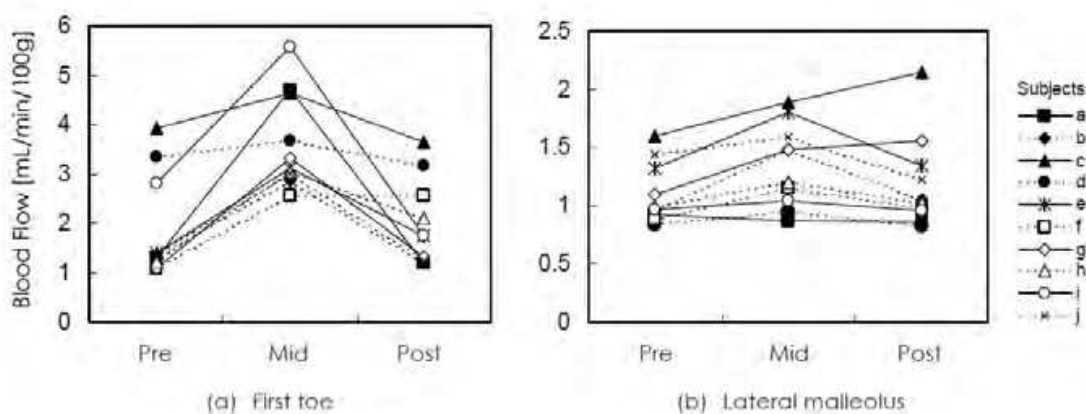 Blood Flow [mL/min/100g]
6
5
4
3
2
1
0
Pre Mid Post
(a) First toe
2.5
2
1.5
1
0.5
0
Pre Mid Post
(b) Lateral malleolus
Subjects
a
b
c
d
e
f
g
h
i
j